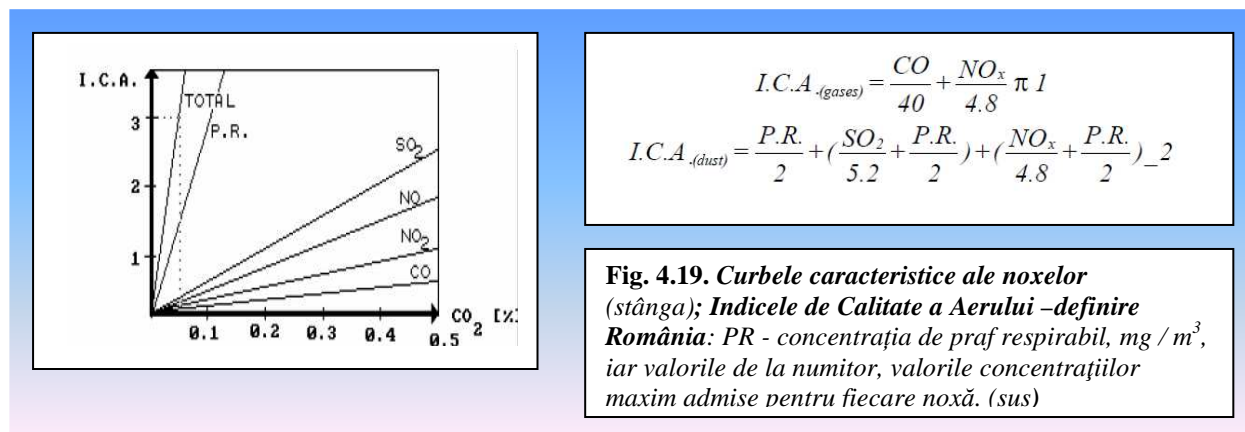 I.C.A.
TOTAL
3
P.R.
SO2
2
NO
NO2
1
CO
CO2 [%]
0.1 0.2 0.3 0.4 0.5
I.C.A.(gases) = CO/40 + NOx/4.8 π 1
I.C.A.(dust) = P.R./2 + (SO2/5.2 + P.R./2) + (NOx/4.8 + P.R./2)_2
Fig. 4.19. Curbele caracteristice ale noxelor
(stânga); Indicele de Calitate a Aerului –definire
România: PR - concentrația de praf respirabil, mg / m³,
iar valorile de la numitor, valorile concentraţiilor
maxim admise pentru fiecare noxă. (sus)